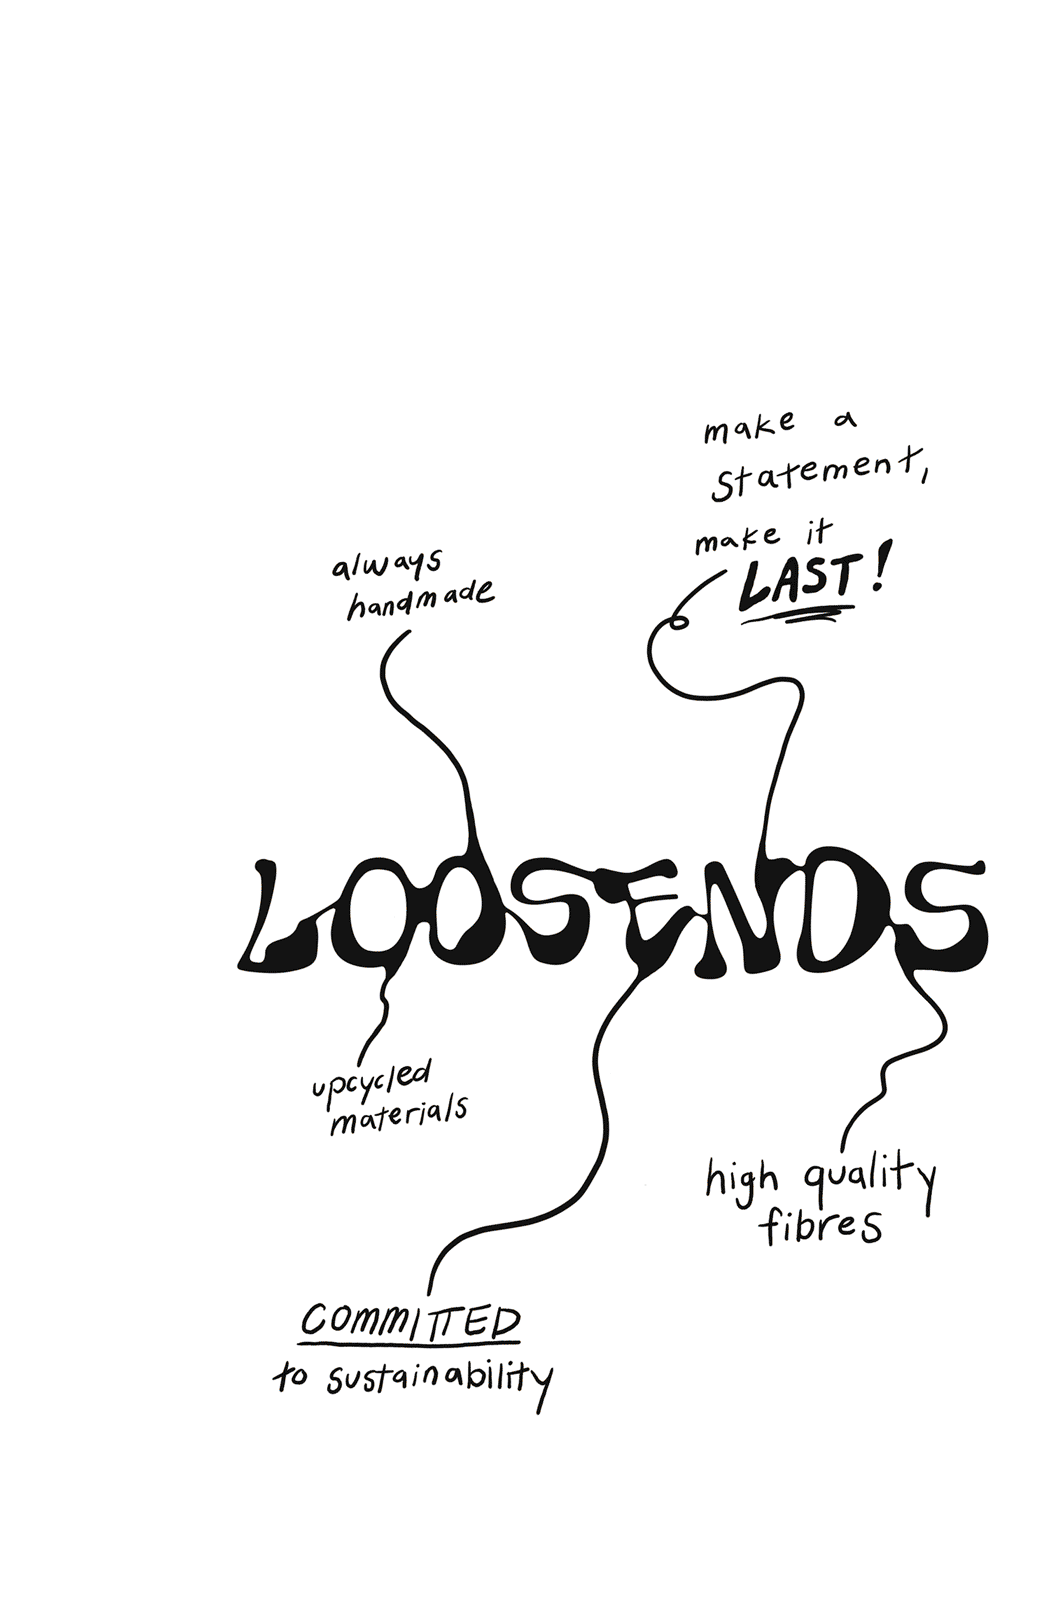 make a
statement,
make it
LAST!
always
handmade
LOOSENDS
upcycled
materials
high quality
fibres
COMMITTED
to sustainability